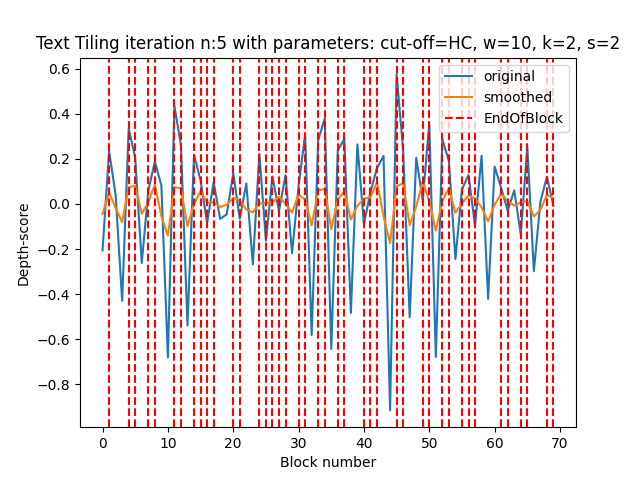 Text Tiling iteration n:5 with parameters: cut-off=HC, w=10, k=2, s=2
original
smoothed
EndOfBlock
Depth-score
0.6
0.4
0.2
0.0
−0.2
−0.4
−0.6
−0.8
0 10 20 30 40 50 60 70
Block number